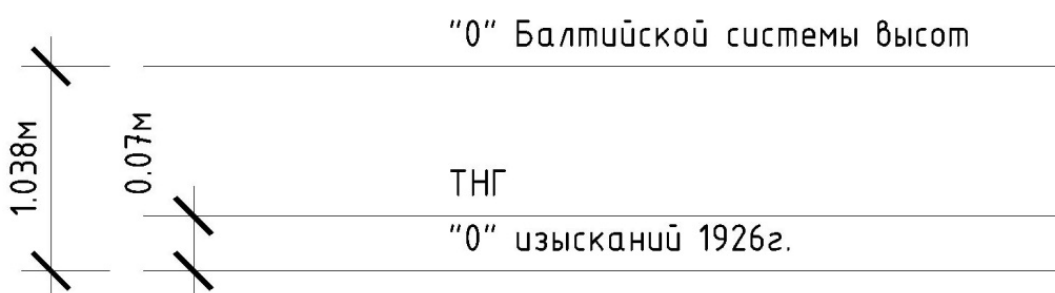 "0" Балтийской системы высот
1.038м
0.07м
ТНГ
"0" изысканий 1926г.